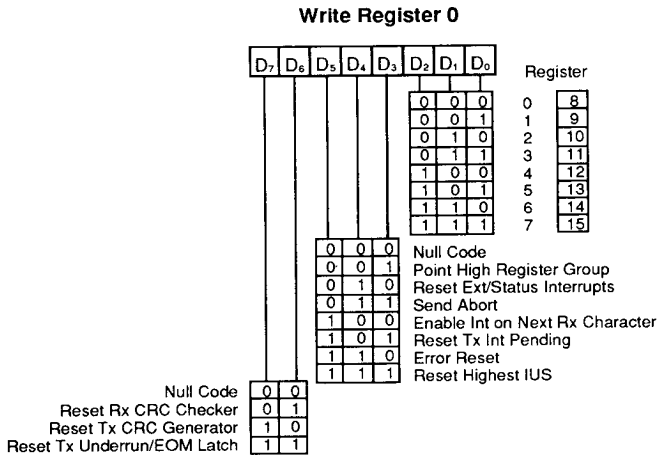 Write Register 0
D7 D6 D5 D4 D3 D2 D1 D0
Register
0 0 0 0 8
0 0 1 1 9
0 1 0 2 10
0 1 1 3 11
1 0 0 4 12
1 0 1 5 13
1 1 0 6 14
1 1 1 7 15
0 0 0 Null Code
0 0 1 Point High Register Group
0 1 0 Reset Ext/Status Interrupts
0 1 1 Send Abort
1 0 0 Enable Int on Next Rx Character
1 0 1 Reset Tx Int Pending
1 1 0 Error Reset
1 1 1 Reset Highest IUS
Null Code 0 0
Reset Rx CRC Checker 0 1
Reset Tx CRC Generator 1 0
Reset Tx Underrun/EOM Latch 1 1